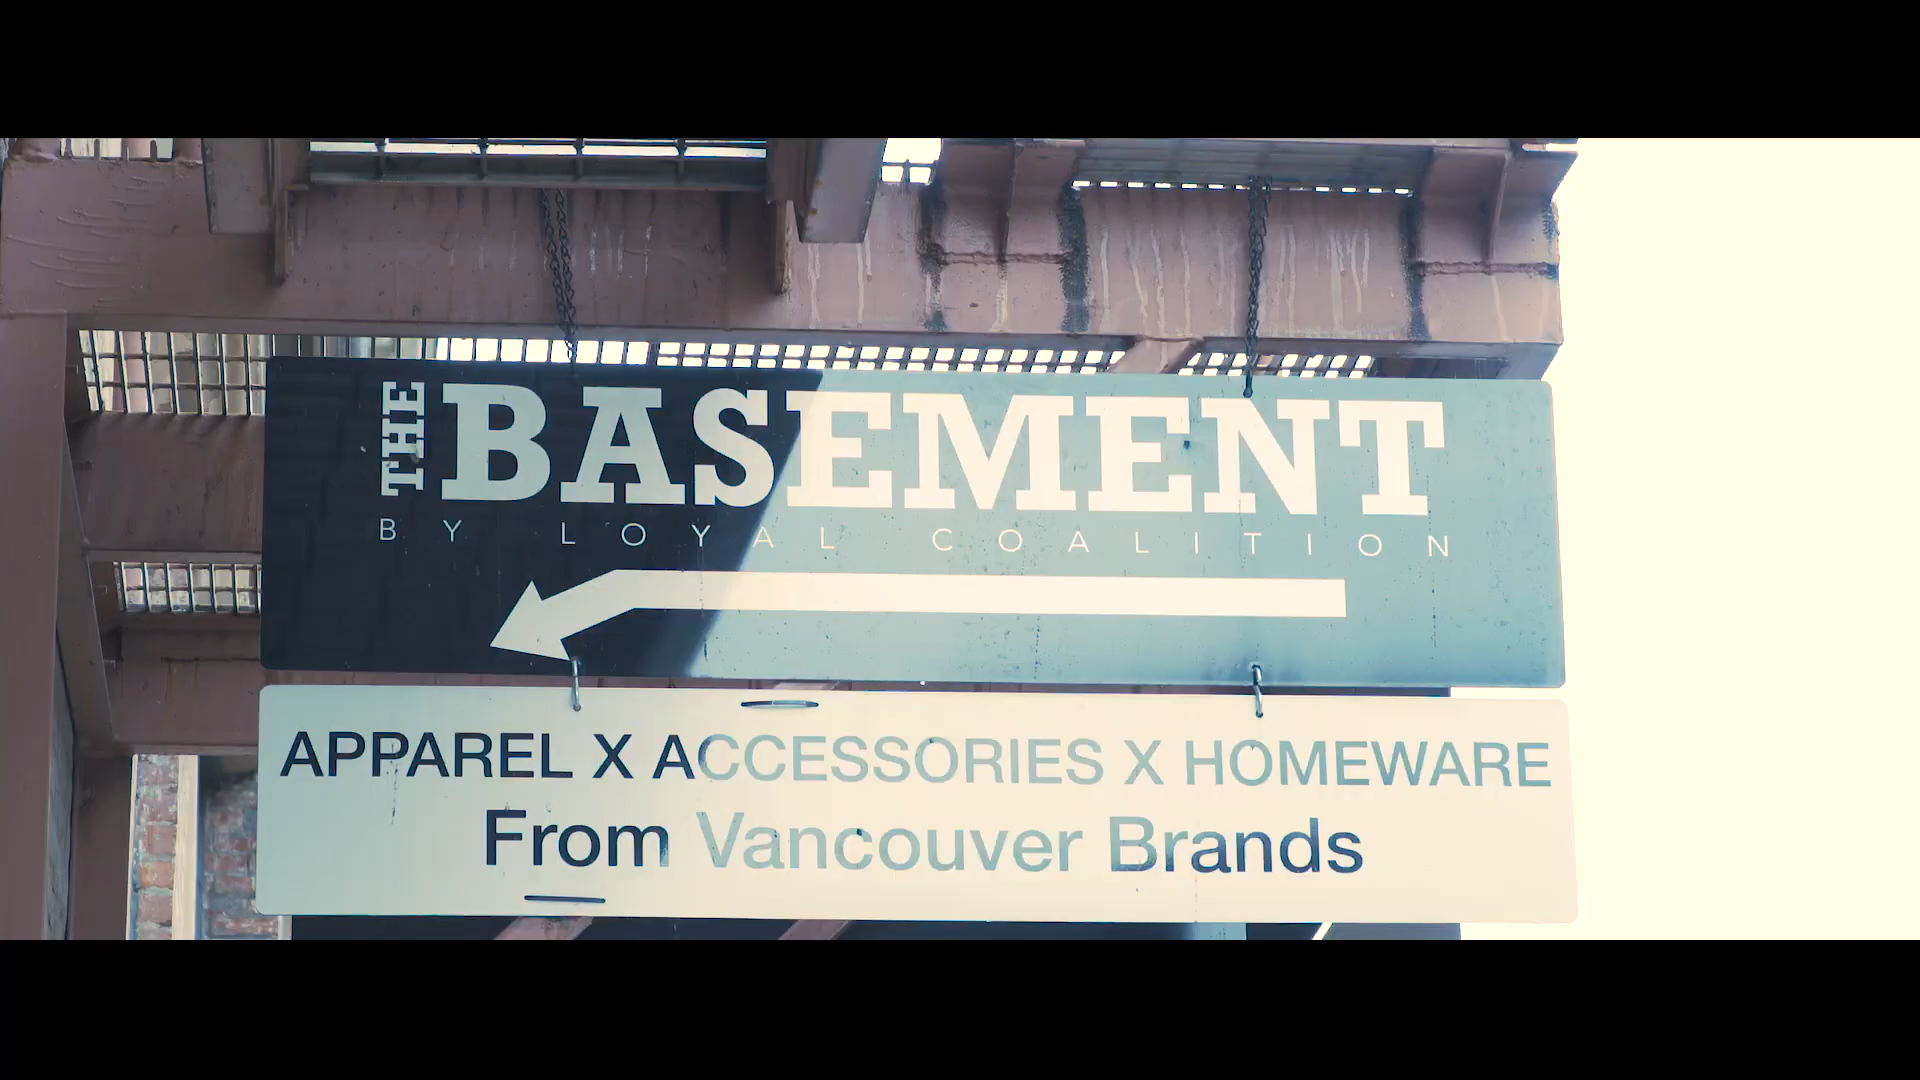 THE BASEMENT
BY LOYAL COALITION
APPAREL X ACCESSORIES X HOMEWARE
From Vancouver Brands